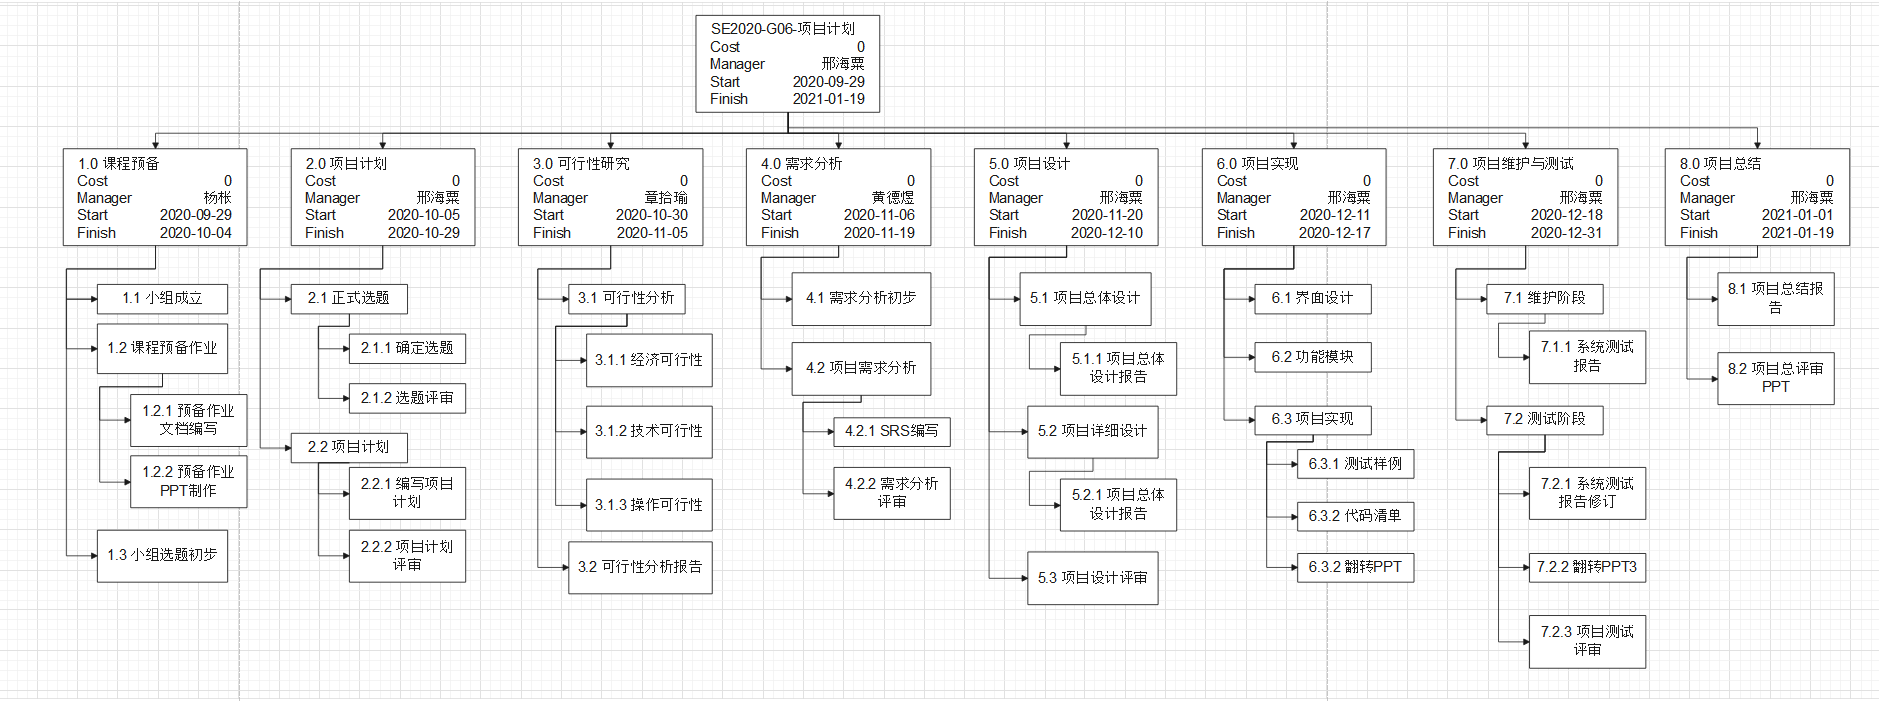 SE2020-G06-项目计划
Cost 0
Manager 邢海粟
Start 2020-09-29
Finish 2021-01-19
1.0 课程预备
Cost 0
Manager 杨枨
Start 2020-09-29
Finish 2020-10-04
1.1 小组成立
1.2 课程预备作业
1.2.1 预备作业
文档编写
1.2.2 预备作业
PPT制作
1.3 小组选题初步
2.0 项目计划
Cost 0
Manager 邢海粟
Start 2020-10-05
Finish 2020-10-29
2.1 正式选题
2.1.1 确定选题
2.1.2 选题评审
2.2 项目计划
2.2.1 编写项目
计划
2.2.2 项目计划
评审
3.0 可行性研究
Cost 0
Manager 章拾瑜
Start 2020-10-30
Finish 2020-11-05
3.1 可行性分析
3.1.1 经济可行性
3.1.2 技术可行性
3.1.3 操作可行性
3.2 可行性分析报告
4.0 需求分析
Cost 0
Manager 黄德煜
Start 2020-11-06
Finish 2020-11-19
4.1 需求分析初步
4.2 项目需求分析
4.2.1 SRS编写
4.2.2 需求分析
评审
5.0 项目设计
Cost 0
Manager 邢海粟
Start 2020-11-20
Finish 2020-12-10
5.1 项目总体设计
5.1.1 项目总体
设计报告
5.2 项目详细设计
5.2.1 项目总体
设计报告
5.3 项目设计评审
6.0 项目实现
Cost 0
Manager 邢海粟
Start 2020-12-11
Finish 2020-12-17
6.1 界面设计
6.2 功能模块
6.3 项目实现
6.3.1 测试样例
6.3.2 代码清单
6.3.2 翻转PPT
7.0 项目维护与测试
Cost 0
Manager 邢海粟
Start 2020-12-18
Finish 2020-12-31
7.1 维护阶段
7.1.1 系统测试
报告
7.2 测试阶段
7.2.1 系统测试
报告修订
7.2.2 翻转PPT3
7.2.3 项目测试
评审
8.0 项目总结
Cost 0
Manager 邢海粟
Start 2021-01-01
Finish 2021-01-19
8.1 项目总结报
告
8.2 项目总评审
PPT